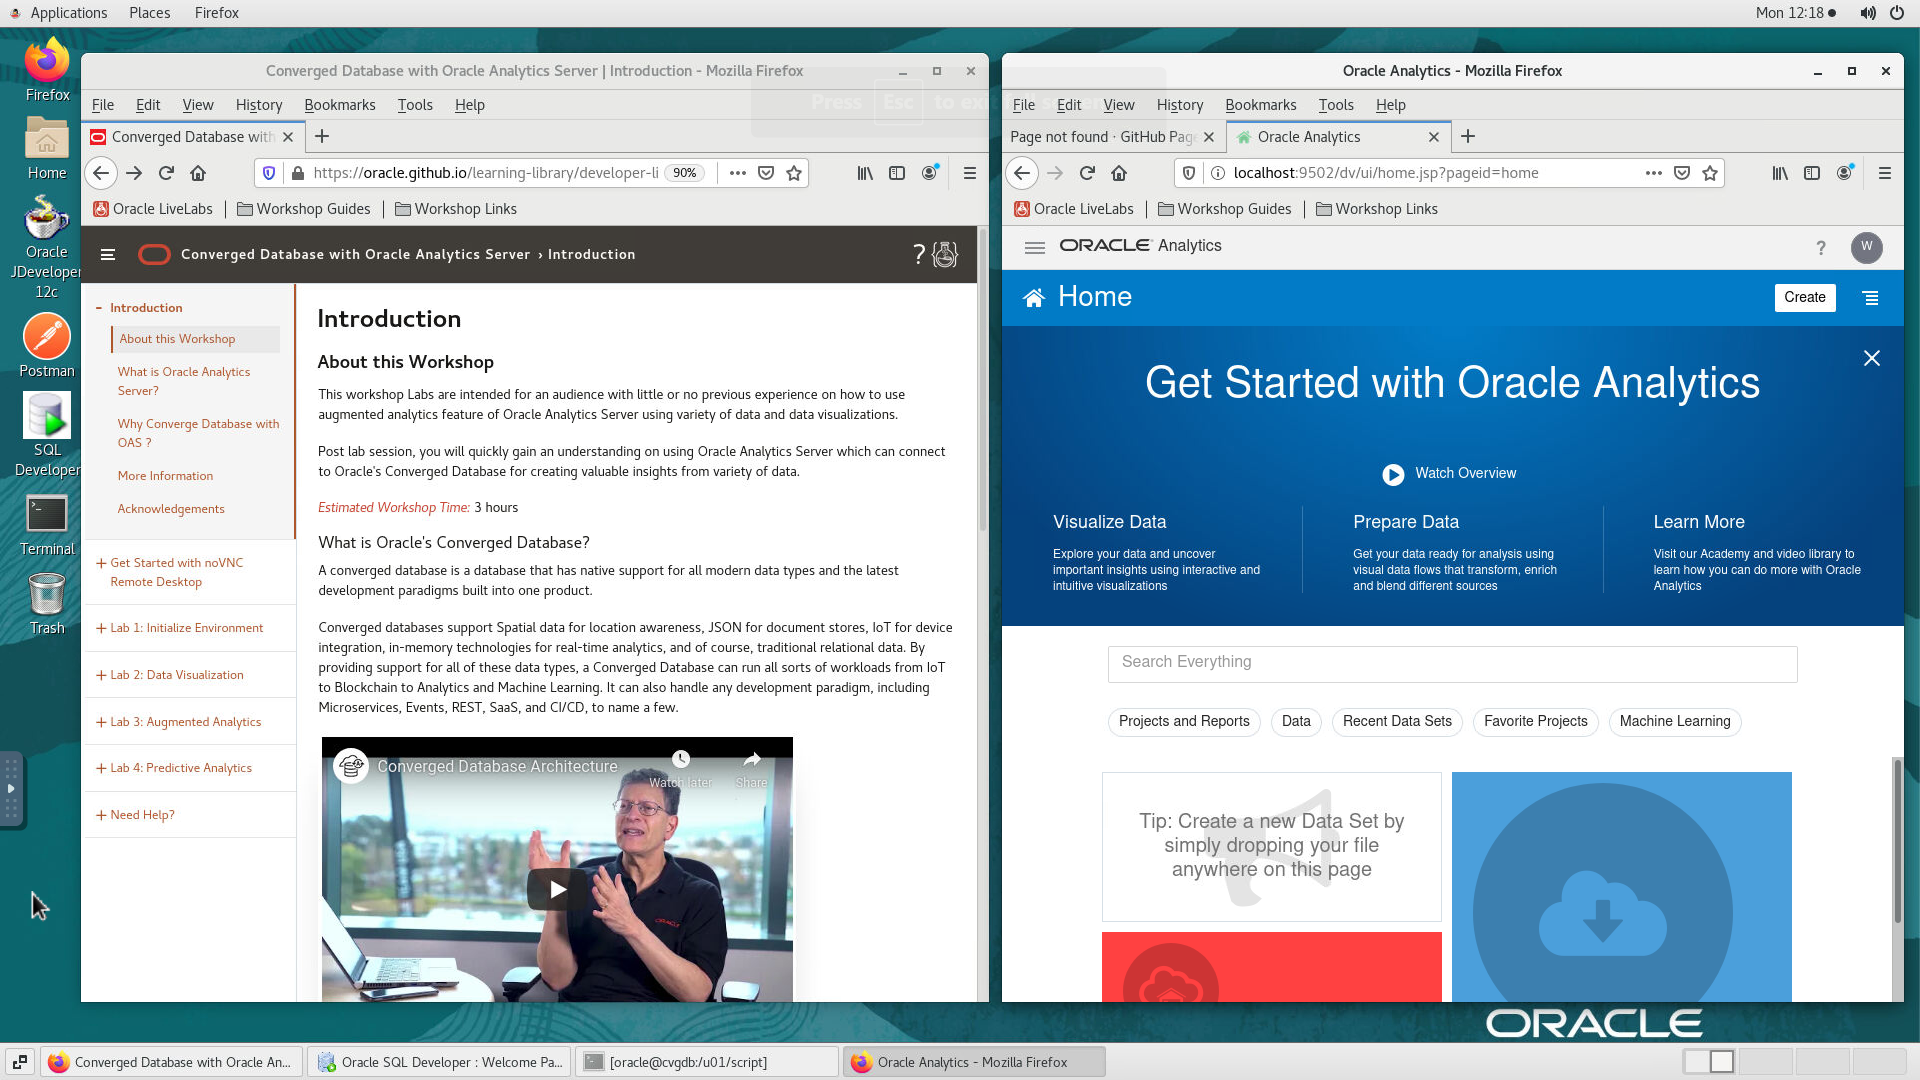 Applications
Places
Firefox
Mon 12:18
Firefox
Home
Oracle
JDeveloper
12c
Postman
SQL
Developer
Terminal
Trash
Converged Database with Oracle Analytics Server | Introduction - Mozilla Firefox
File Edit View History Bookmarks Tools Help
Converged Database with
https://oracle.github.io/learning-library/developer-li
90%
Oracle LiveLabs
Workshop Guides
Workshop Links
Converged Database with Oracle Analytics Server › Introduction
?
- Introduction
About this Workshop
What is Oracle Analytics
Server?
Why Converge Database with
OAS ?
More Information
Acknowledgements
+ Get Started with noVNC
Remote Desktop
+ Lab 1: Initialize Environment
+ Lab 2: Data Visualization
+ Lab 3: Augmented Analytics
+ Lab 4: Predictive Analytics
+ Need Help?
Introduction
About this Workshop
This workshop Labs are intended for an audience with little or no previous experience on how to use
augmented analytics feature of Oracle Analytics Server using variety of data and data visualizations.
Post lab session, you will quickly gain an understanding on using Oracle Analytics Server which can connect
to Oracle's Converged Database for creating valuable insights from variety of data.
Estimated Workshop Time: 3 hours
What is Oracle's Converged Database?
A converged database is a database that has native support for all modern data types and the latest
development paradigms built into one product.
Converged databases support Spatial data for location awareness, JSON for document stores, IoT for device
integration, in-memory technologies for real-time analytics, and of course, traditional relational data. By
providing support for all of these data types, a Converged Database can run all sorts of workloads from IoT
to Blockchain to Analytics and Machine Learning. It can also handle any development paradigm, including
Microservices, Events, REST, SaaS, and CI/CD, to name a few.
Converged Database Architecture
Watch later
Share
ORACLE
Press Esc to exit full
Oracle Analytics - Mozilla Firefox
File Edit View History Bookmarks Tools Help
Page not found · GitHub Pag
Oracle Analytics
localhost:9502/dv/ui/home.jsp?pageid=home
Oracle LiveLabs
Workshop Guides
Workshop Links
ORACLE Analytics
?
W
Home
Create
Get Started with Oracle Analytics
Watch Overview
Visualize Data
Explore your data and uncover
important insights using interactive and
intuitive visualizations
Prepare Data
Get your data ready for analysis using
visual data flows that transform, enrich
and blend different sources
Learn More
Visit our Academy and video library to
learn how you can do more with Oracle
Analytics
Search Everything
Projects and Reports
Data
Recent Data Sets
Favorite Projects
Machine Learning
Tip: Create a new Data Set by
simply dropping your file
anywhere on this page
ORACLE
Converged Database with Oracle An...
Oracle SQL Developer : Welcome Pa...
[oracle@cvgdb:/u01/script]
Oracle Analytics - Mozilla Firefox